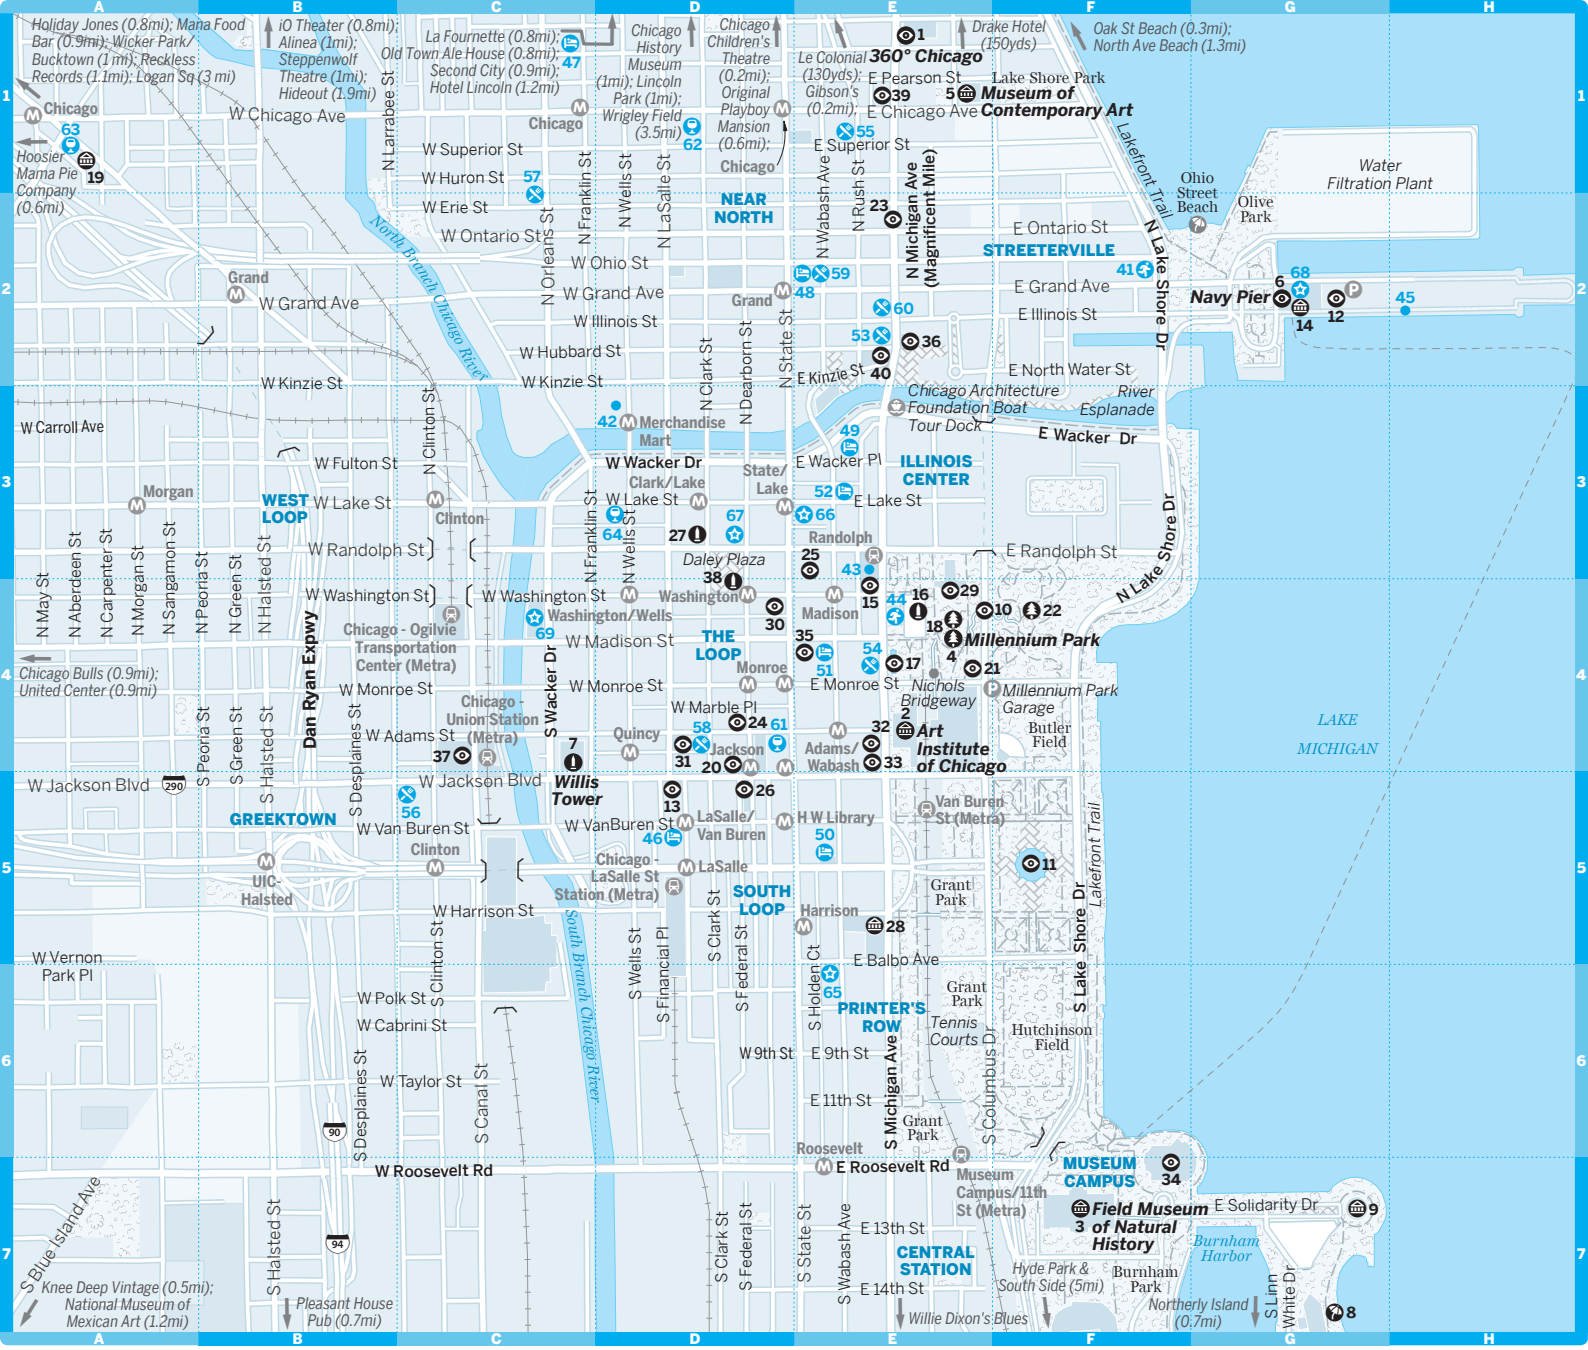 A
B
C
D
E
F
G
H
1
2
3
4
5
6
7
Holiday Jones (0.8mi); Mana Food
Bar (0.9mi); Wicker Park/
Bucktown (1 mi); Reckless
Records (1.1mi); Logan Sq (3 mi)
iO Theater (0.8mi);
Alinea (1mi);
Steppenwolf
Theatre (1mi);
Hideout (1.9mi)
La Fournette (0.8mi);
Old Town Ale House (0.8mi);
Second City (0.9mi);
Hotel Lincoln (1.2mi)
47
Chicago
History
Museum
(1mi); Lincoln
Park (1mi);
Wrigley Field
(3.5mi)
62
Chicago
Children's
Theatre
(0.2mi);
Original
Playboy
Mansion
(0.6mi);
Chicago
Le Colonial
(130yds);
Gibson's
(0.2mi);
1
360° Chicago
E Pearson St
39
E Chicago Ave
Drake Hotel
(150yds)
Lake Shore Park
5
Museum of
Contemporary Art
Oak St Beach (0.3mi);
North Ave Beach (1.3mi)
Chicago
63
Hoosier
Mama Pie
Company
(0.6mi)
19
W Chicago Ave
N Larrabee St
Chicago
W Superior St
W Huron St
57
W Erie St
W Ontario St
N Orleans St
N Franklin St
N Wells St
N LaSalle St
NEAR
NORTH
55
E Superior St
N Wabash Ave
N Rush St
N Michigan Ave
(Magnificent Mile)
23
Lakefront Trail
Ohio
Street
Beach
Olive
Park
Water
Filtration Plant
E Ontario St
STREETERVILLE
41
N Lake Shore Dr
North Branch Chicago River
Grand
W Grand Ave
W Ohio St
W Grand Ave
Grand
48
59
E Grand Ave
6
68
Navy Pier
14
12
P
45
W Illinois St
60
53
36
40
E Illinois St
W Hubbard St
N Clark St
N Dearborn St
N State St
E Kinzie St
E North Water St
W Kinzie St
W Kinzie St
Chicago Architecture
Foundation Boat
Tour Dock
River
Esplanade
W Carroll Ave
N Clinton St
42
Merchandise
Mart
49
E Wacker Dr
W Fulton St
W Wacker Dr
E Wacker Pl
ILLINOIS
CENTER
Morgan
WEST
LOOP
W Lake St
Clinton
Clark/Lake
W Lake St
State/
Lake
52
E Lake St
64
27
67
66
N Lake Shore Dr
W Randolph St
Daley Plaza
Randolph
25
43
E Randolph St
38
N May St
N Aberdeen St
N Carpenter St
N Morgan St
N Sangamon St
N Peoria St
N Green St
N Halsted St
W Washington St
W Washington St
N Franklin St
N Wells St
Washington
15
Madison
44
16
29
18
10
22
N Lake Shore Dr
Chicago - Ogilvie
Transportation
Center (Metra)
69
Washington/Wells
30
W Madison St
THE
LOOP
35
51
54
17
4
Millennium Park
21
Chicago Bulls (0.9mi);
United Center (0.9mi)
Dan Ryan Expwy
W Monroe St
W Monroe St
Monroe
E Monroe St
Nichols
Bridgeway
P
Millennium Park
Garage
S Peoria St
S Green St
S Halsted St
S Desplaines St
Chicago -
Union Station
(Metra)
S Wacker Dr
W Marble Pl
24
2
Art
Institute
of Chicago
Butler
Field
LAKE
MICHIGAN
W Adams St
37
7
Quincy
58
61
31
Jackson
20
Adams/
Wabash
32
33
W Jackson Blvd
290
W Jackson Blvd
Willis
Tower
13
26
56
GREEKTOWN
W Van Buren St
W VanBuren St
46
LaSalle/
Van Buren
H W Library
50
Van Buren
St (Metra)
Lakefront Trail
Clinton
UIC-
Halsted
Chicago -
LaSalle St
Station (Metra)
LaSalle
11
Grant
Park
SOUTH
LOOP
W Harrison St
Harrison
28
S Lake Shore Dr
W Vernon
Park Pl
S Clinton St
South Branch Chicago River
S Wells St
S Financial Pl
S Clark St
S Federal St
S Holden Ct
E Balbo Ave
65
W Polk St
Grant
Park
PRINTER'S
ROW
W Cabrini St
Tennis
Courts
Hutchinson
Field
W 9th St
E 9th St
W Taylor St
S Desplaines St
S Canal St
E 11th St
S Michigan Ave
S Columbus Dr
Grant
Park
90
Roosevelt
W Roosevelt Rd
E Roosevelt Rd
Museum
Campus/11th
St (Metra)
MUSEUM
CAMPUS
34
3
Field Museum
of Natural
History
E Solidarity Dr
9
S Blue Island Ave
S Halsted St
94
S Clark St
S Federal St
S State St
S Wabash Ave
E 13th St
CENTRAL
STATION
E 14th St
Burnham
Harbor
Hyde Park &
South Side (5mi)
Burnham
Park
Northerly Island
(0.7mi)
S Linn
White Dr
8
Knee Deep Vintage (0.5mi);
National Museum of
Mexican Art (1.2mi)
Pleasant House
Pub (0.7mi)
Willie Dixon's Blues
A
B
C
D
E
F
G
H
1
2
3
4
5
6
7